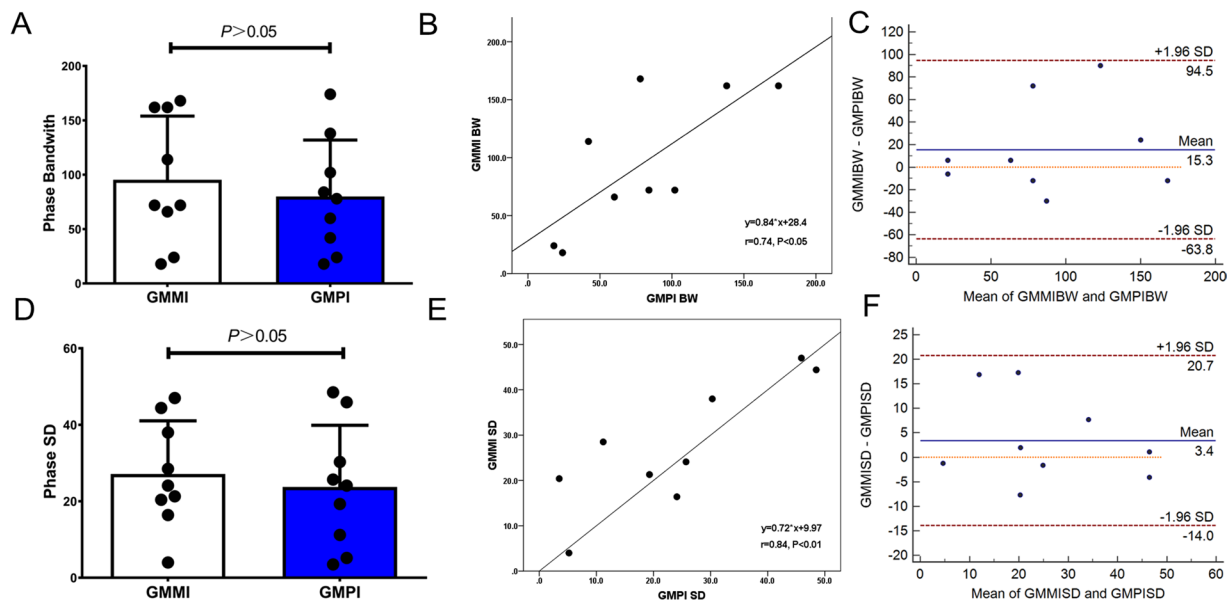 A
P>0.05
Phase Bandwith
200
150
100
50
0
GMMI
GMPI
B
GMMI BW
200.0
150.0
100.0
50.0
.0
y=0.84*x+28.4
r=0.74, P<0.05
.0
50.0
100.0
150.0
200.0
GMPI BW
C
GMMIBW - GMPIBW
120
100
80
60
40
20
0
-20
-40
-60
-80
+1.96 SD
94.5
Mean
15.3
-1.96 SD
-63.8
0
50
100
150
200
Mean of GMMIBW and GMPIBW
D
P>0.05
Phase SD
60
40
20
0
GMMI
GMPI
E
GMMI SD
50.0
40.0
30.0
20.0
10.0
.0
y=0.72*x+9.97
r=0.84, P<0.01
.0
10.0
20.0
30.0
40.0
50.0
GMPI SD
F
GMMISD - GMPISD
25
20
15
10
5
0
-5
-10
-15
-20
+1.96 SD
20.7
Mean
3.4
-1.96 SD
-14.0
0
10
20
30
40
50
60
Mean of GMMISD and GMPISD